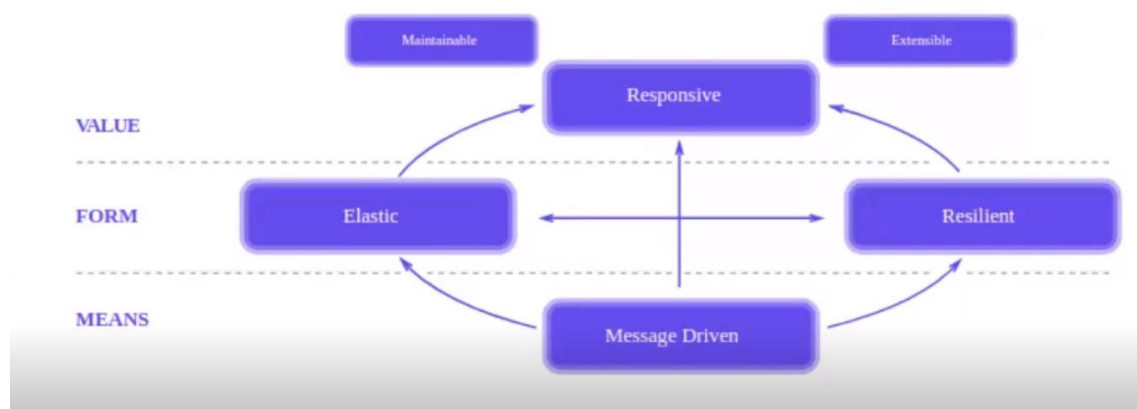 Maintainable
Extensible
Responsive
VALUE
FORM
Elastic
Resilient
MEANS
Message Driven